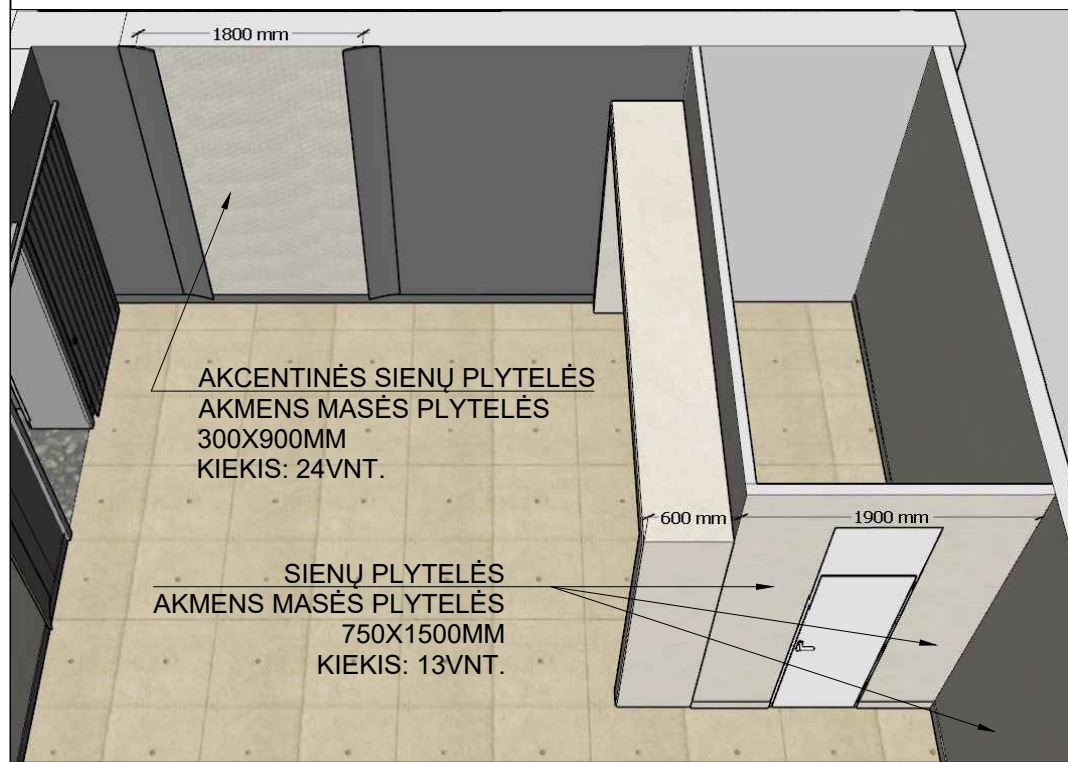 1800 mm
AKCENTINĖS SIENŲ PLYTELĖS
AKMENS MASĖS PLYTELĖS
300X900MM
KIEKIS: 24VNT.
600 mm
1900 mm
SIENŲ PLYTELĖS
AKMENS MASĖS PLYTELĖS
750X1500MM
KIEKIS: 13VNT.